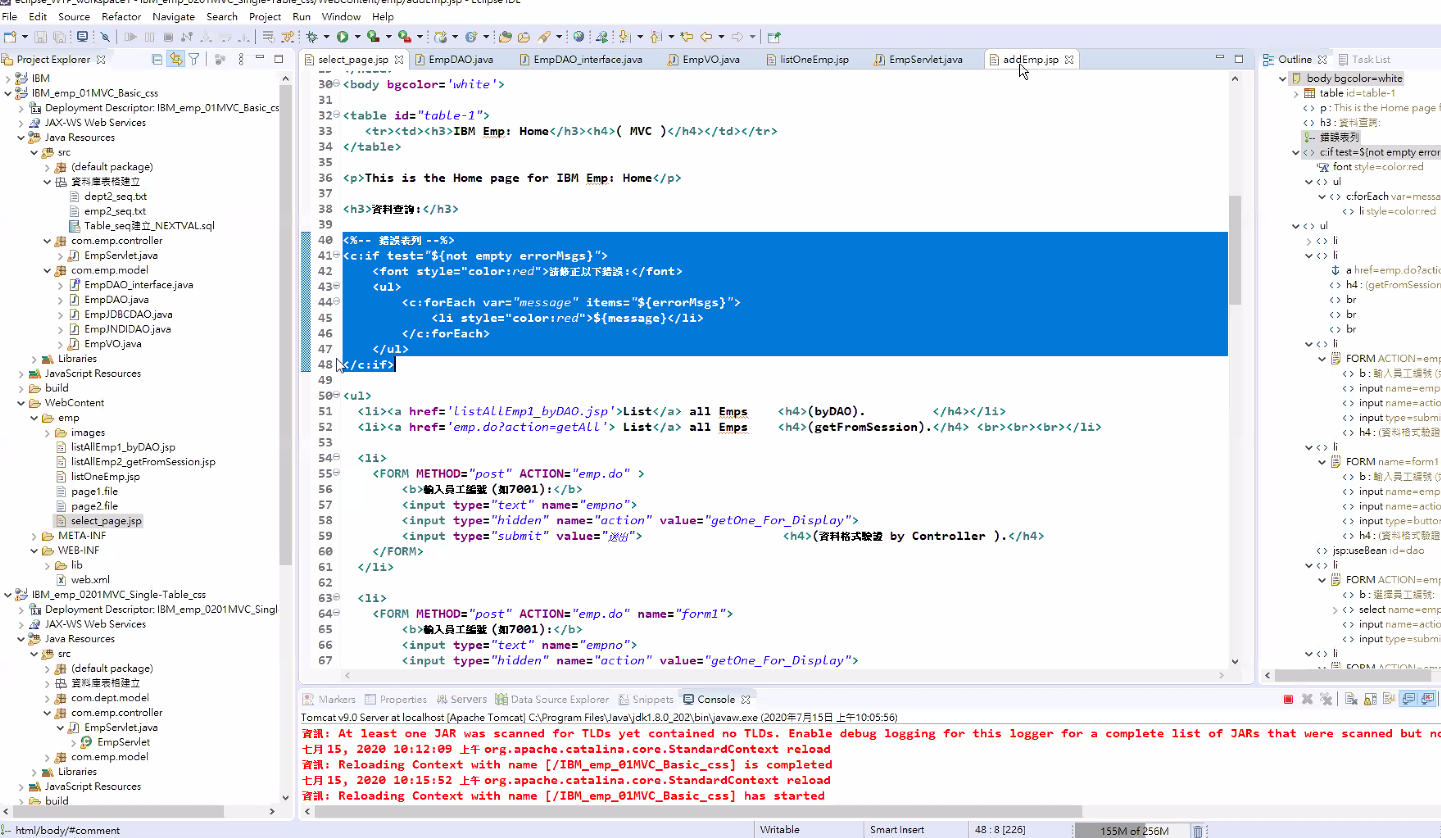 eclipse_WTP_workspace1 - IBM_emp_0201MVC_Single-Table_css/WebContent/emp/addEmp.jsp - Eclipse IDE
File Edit Source Refactor Navigate Search Project Run Window Help
Project Explorer
IBM
IBM_emp_01MVC_Basic_css
Deployment Descriptor: IBM_emp_01MVC_Basic_cs
JAX-WS Web Services
Java Resources
src
(default package)
資料庫表格建立
dept2_seq.txt
emp2_seq.txt
Table_seq建立_NEXTVAL.sql
com.emp.controller
EmpServlet.java
com.emp.model
EmpDAO_interface.java
EmpDAO.java
EmpJDBCDAO.java
EmpJNDIDAO.java
EmpVO.java
Libraries
JavaScript Resources
build
WebContent
emp
images
listAllEmp1_byDAO.jsp
listAllEmp2_getFromSession.jsp
listOneEmp.jsp
page1.file
page2.file
select_page.jsp
META-INF
WEB-INF
lib
web.xml
IBM_emp_0201MVC_Single-Table_css
Deployment Descriptor: IBM_emp_0201MVC_Singl
JAX-WS Web Services
Java Resources
src
(default package)
資料庫表格建立
com.dept.model
com.emp.controller
EmpServlet.java
EmpServlet
com.emp.model
Libraries
JavaScript Resources
build
select_page.jsp EmpDAO.java EmpDAO_interface.java EmpVO.java listOneEmp.jsp EmpServlet.java addEmp.jsp
29 </head>
30 <body bgcolor='white'>
31
32 <table id="table-1">
33 <tr><td><h3>IBM Emp: Home</h3><h4>( MVC )</h4></td></tr>
34 </table>
35
36 <p>This is the Home page for IBM Emp: Home</p>
37
38 <h3>資料查詢:</h3>
39
40 <%-- 錯誤表列 --%>
41 <c:if test="${not empty errorMsgs}">
42 <font style="color:red">請修正以下錯誤:</font>
43 <ul>
44 <c:forEach var="message" items="${errorMsgs}">
45 <li style="color:red">${message}</li>
46 </c:forEach>
47 </ul>
48 </c:if>
49
50 <ul>
51 <li><a href='listAllEmp1_byDAO.jsp'>List</a> all Emps <h4>(byDAO). </h4></li>
52 <li><a href='emp.do?action=getAll'> List</a> all Emps <h4>(getFromSession).</h4> <br><br><br></li>
53
54 <li>
55 <FORM METHOD="post" ACTION="emp.do" >
56 <b>輸入員工編號 (如7001):</b>
57 <input type="text" name="empno">
58 <input type="hidden" name="action" value="getOne_For_Display">
59 <input type="submit" value="送出"> <h4>(資料格式驗證 by Controller ).</h4>
60 </FORM>
61 </li>
62
63 <li>
64 <FORM METHOD="post" ACTION="emp.do" name="form1">
65 <b>輸入員工編號 (如7001):</b>
66 <input type="text" name="empno">
67 <input type="hidden" name="action" value="getOne_For_Display">
Outline Task List
body bgcolor=white
table id=table-1
p : This is the Home page f
h3 : 資料查詢:
錯誤表列
c:if test=${not empty error
font style=color:red
ul
c:forEach var=messa
li style=color:red
ul
li
li
a href=emp.do?actio
h4 : (getFromSession
br
br
br
li
FORM ACTION=emp
b : 輸入員工編號 (
input name=emp
input name=actio
input type=submi
h4 : (資料格式驗證
li
FORM name=form1
b : 輸入員工編號 (
input name=emp
input name=actio
input type=button
h4 : (資料格式驗證
jsp:useBean id=dao
li
FORM ACTION=emp
b : 選擇員工編號:
select name=emp
input name=actio
input type=submi
li
FORM ACTION=emp
Markers Properties Servers Data Source Explorer Snippets Console
Tomcat v9.0 Server at localhost [Apache Tomcat] C:\Program Files\Java\jdk1.8.0_202\bin\javaw.exe (2020年7月15日 上午10:05:56)
資訊: At least one JAR was scanned for TLDs yet contained no TLDs. Enable debug logging for this logger for a complete list of JARs that were scanned but no
七月 15, 2020 10:12:09 上午 org.apache.catalina.core.StandardContext reload
資訊: Reloading Context with name [/IBM_emp_01MVC_Basic_css] is completed
七月 15, 2020 10:15:52 上午 org.apache.catalina.core.StandardContext reload
資訊: Reloading Context with name [/IBM_emp_01MVC_Basic_css] has started
html/body/#comment Writable Smart Insert 48 : 8 [226] 155M of 256M